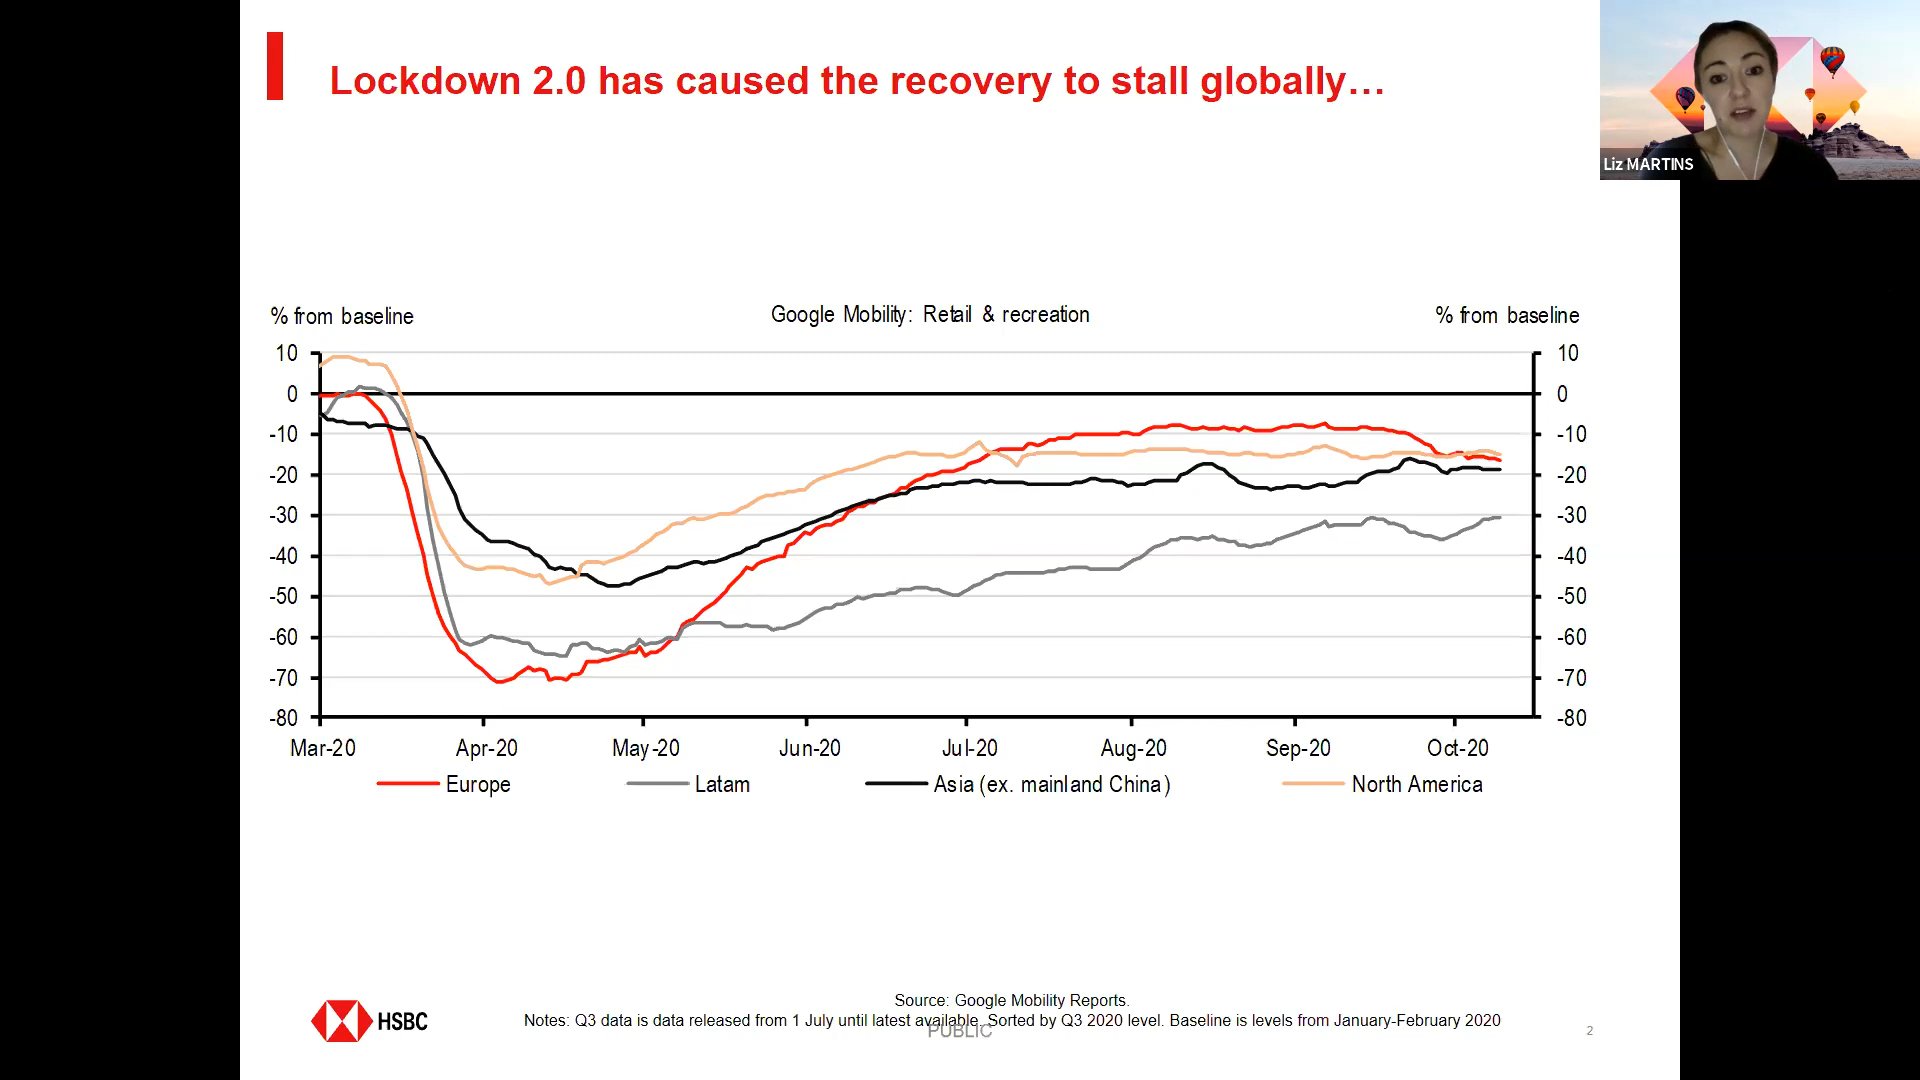 Lockdown 2.0 has caused the recovery to stall globally…
Liz MARTINS
% from baseline
Google Mobility: Retail & recreation
% from baseline
10
0
-10
-20
-30
-40
-50
-60
-70
-80
10
0
-10
-20
-30
-40
-50
-60
-70
-80
Mar-20 Apr-20 May-20 Jun-20 Jul-20 Aug-20 Sep-20 Oct-20
Europe Latam Asia (ex. mainland China) North America
Source: Google Mobility Reports.
Notes: Q3 data is data released from 1 July until latest available. Sorted by Q3 2020 level. Baseline is levels from January-February 2020
HSBC
PUBLIC
2